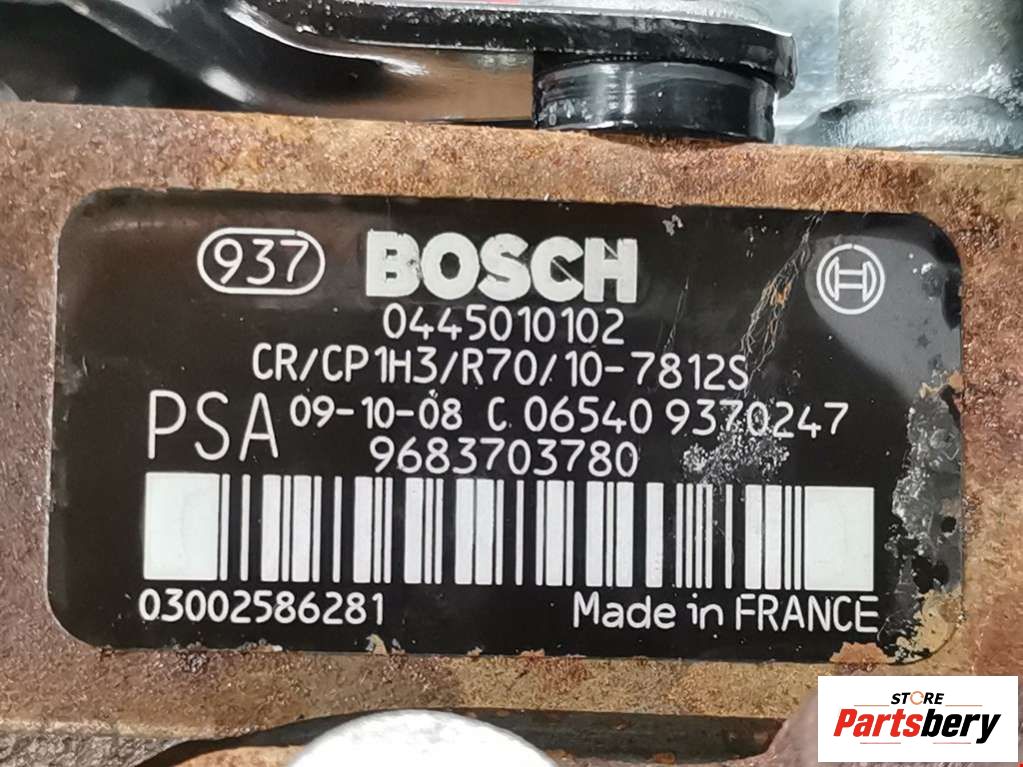 937 BOSCH
0445010102
CR/CP1H3/R70/10-7812S
PSA 09-10-08 C 06540 9370247
9683703780
03002586281 Made in FRANCE
STORE
Partsbery